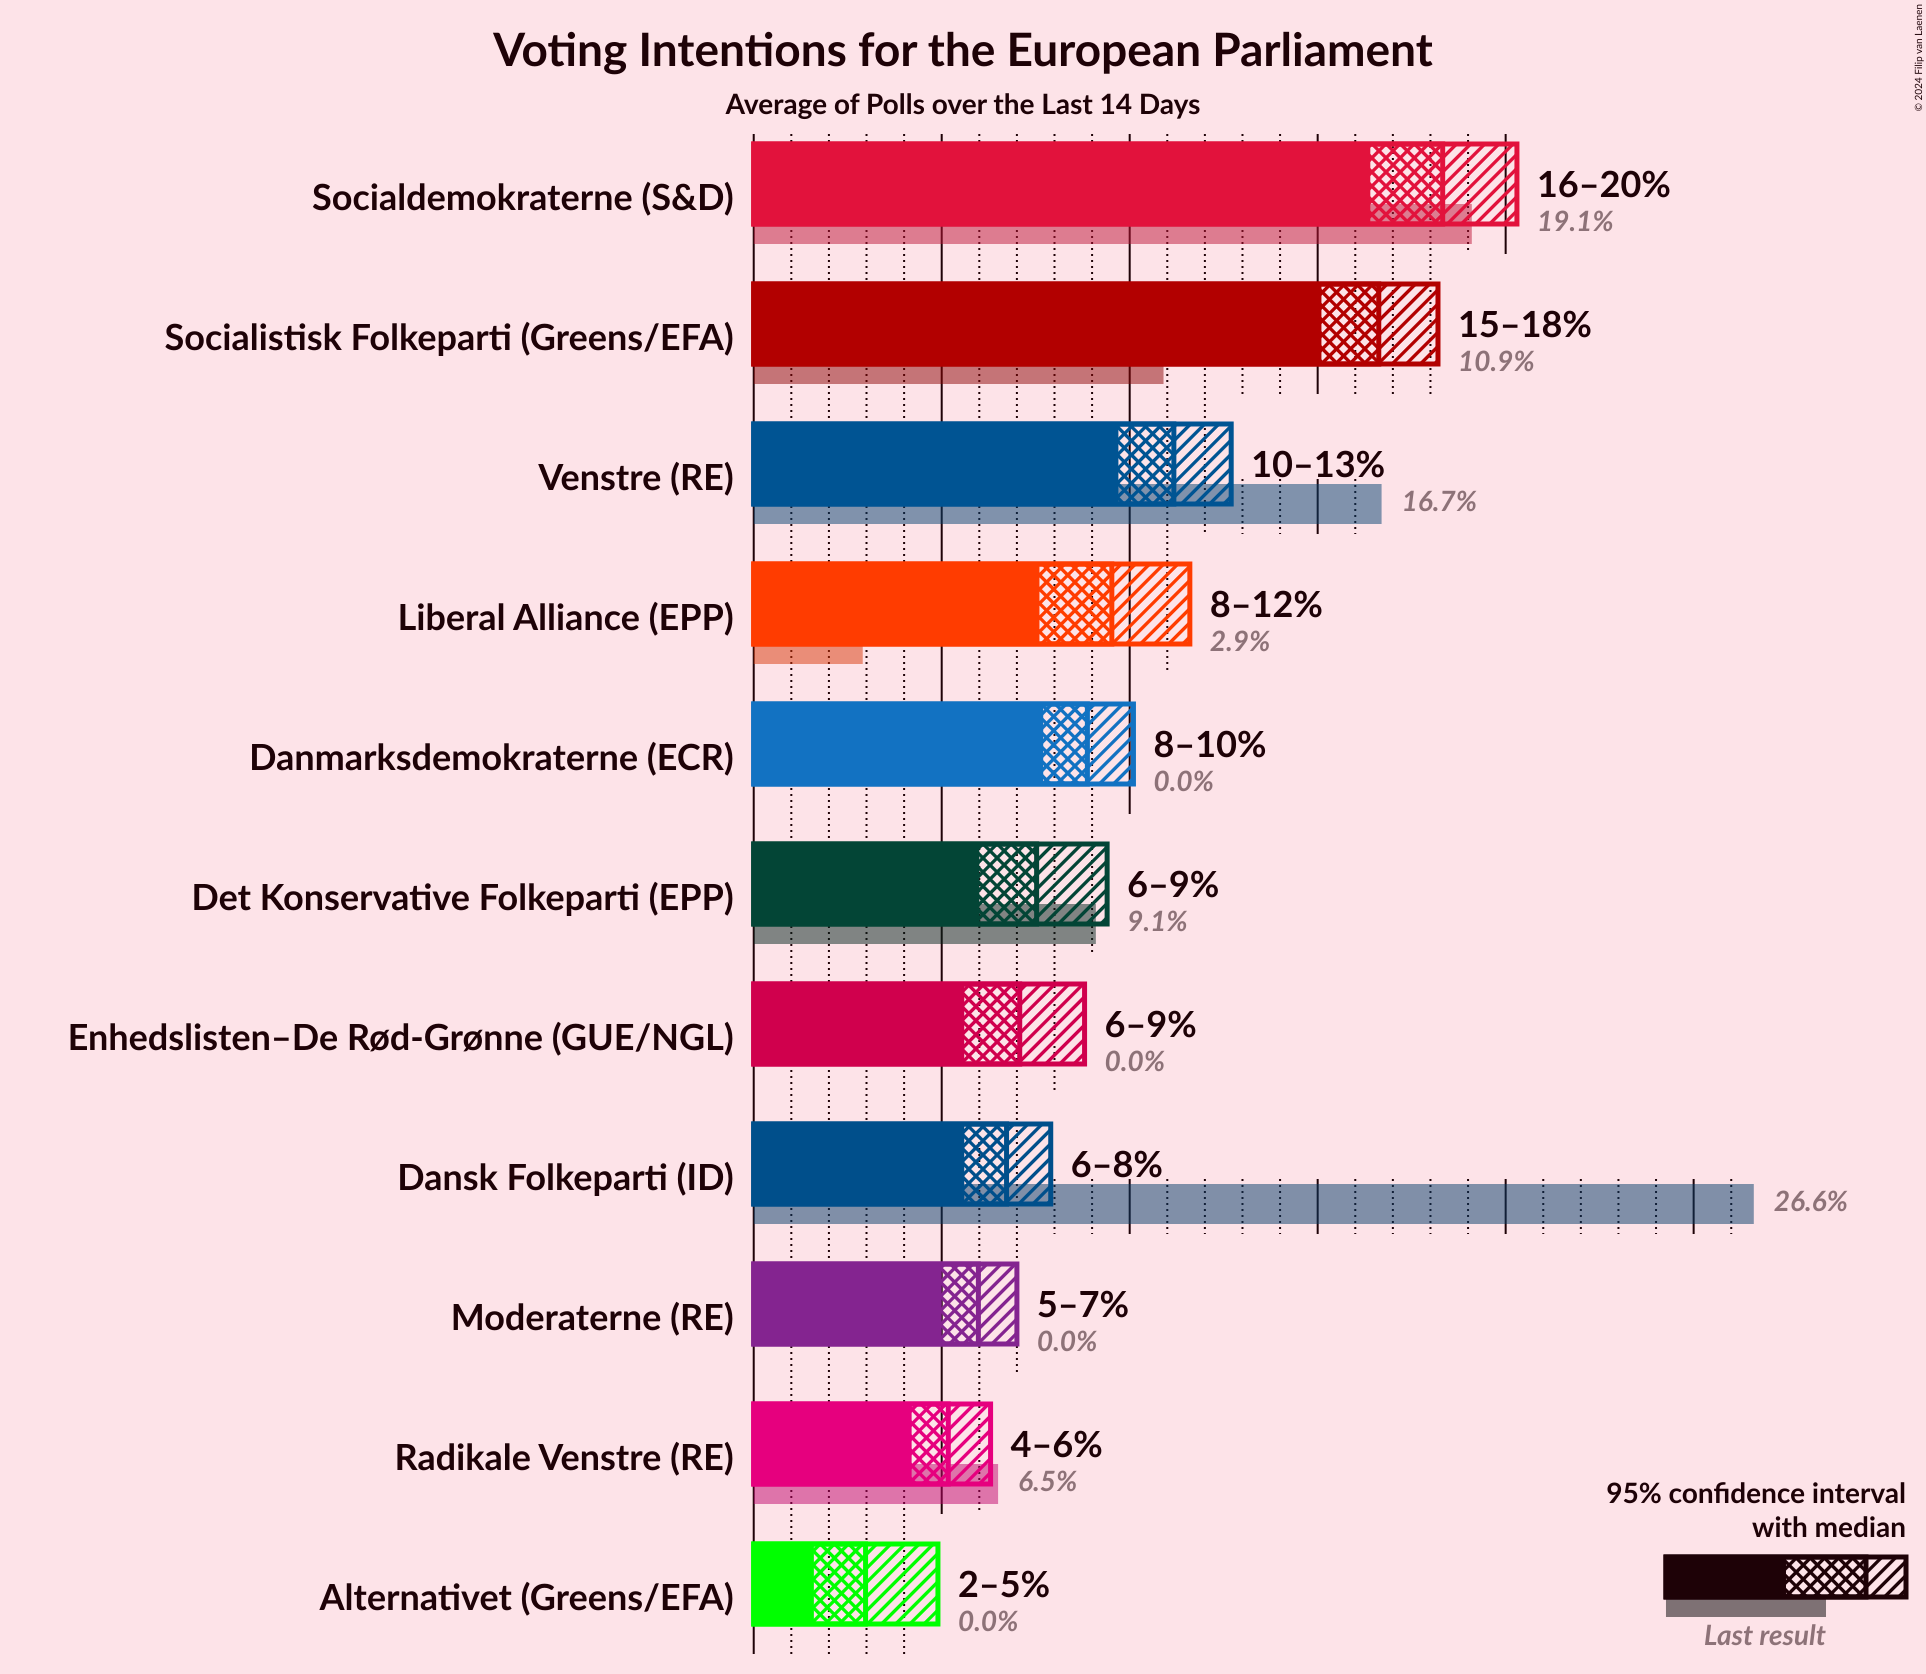 Voting Intentions for the European Parliament
Average of Polls over the Last 14 Days
© 2024 Filip van Laenen
Socialdemokraterne (S&D)
16–20%
19.1%
Socialistisk Folkeparti (Greens/EFA)
15–18%
10.9%
Venstre (RE)
10–13%
16.7%
Liberal Alliance (EPP)
8–12%
2.9%
Danmarksdemokraterne (ECR)
8–10%
0.0%
Det Konservative Folkeparti (EPP)
6–9%
9.1%
Enhedslisten–De Rød-Grønne (GUE/NGL)
6–9%
0.0%
Dansk Folkeparti (ID)
6–8%
26.6%
Moderaterne (RE)
5–7%
0.0%
Radikale Venstre (RE)
4–6%
6.5%
Alternativet (Greens/EFA)
2–5%
0.0%
95% confidence interval
with median
Last result